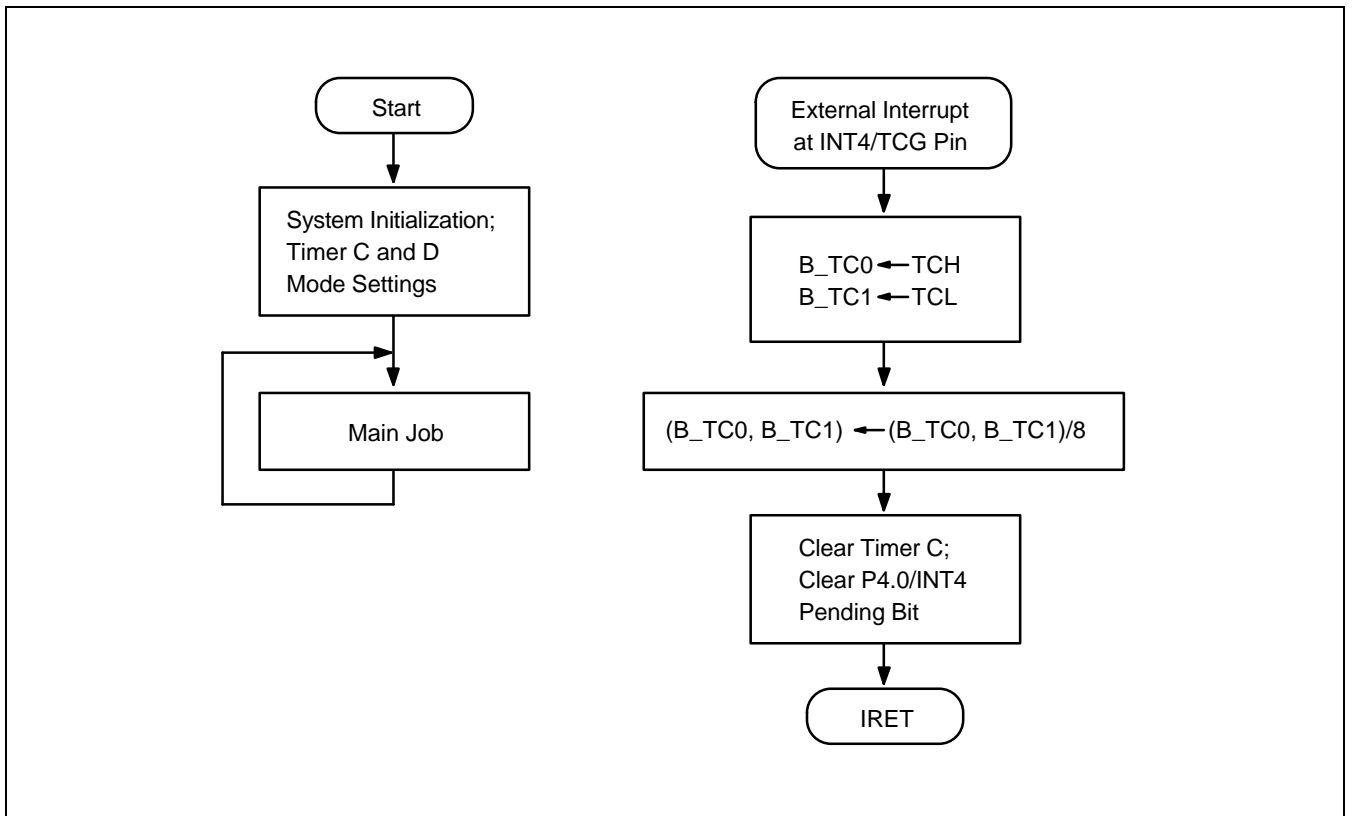 Start
System Initialization;
Timer C and D
Mode Settings
Main Job
External Interrupt
at INT4/TCG Pin
B_TC0 ← TCH
B_TC1 ← TCL
(B_TC0, B_TC1) ← (B_TC0, B_TC1)/8
Clear Timer C;
Clear P4.0/INT4
Pending Bit
IRET